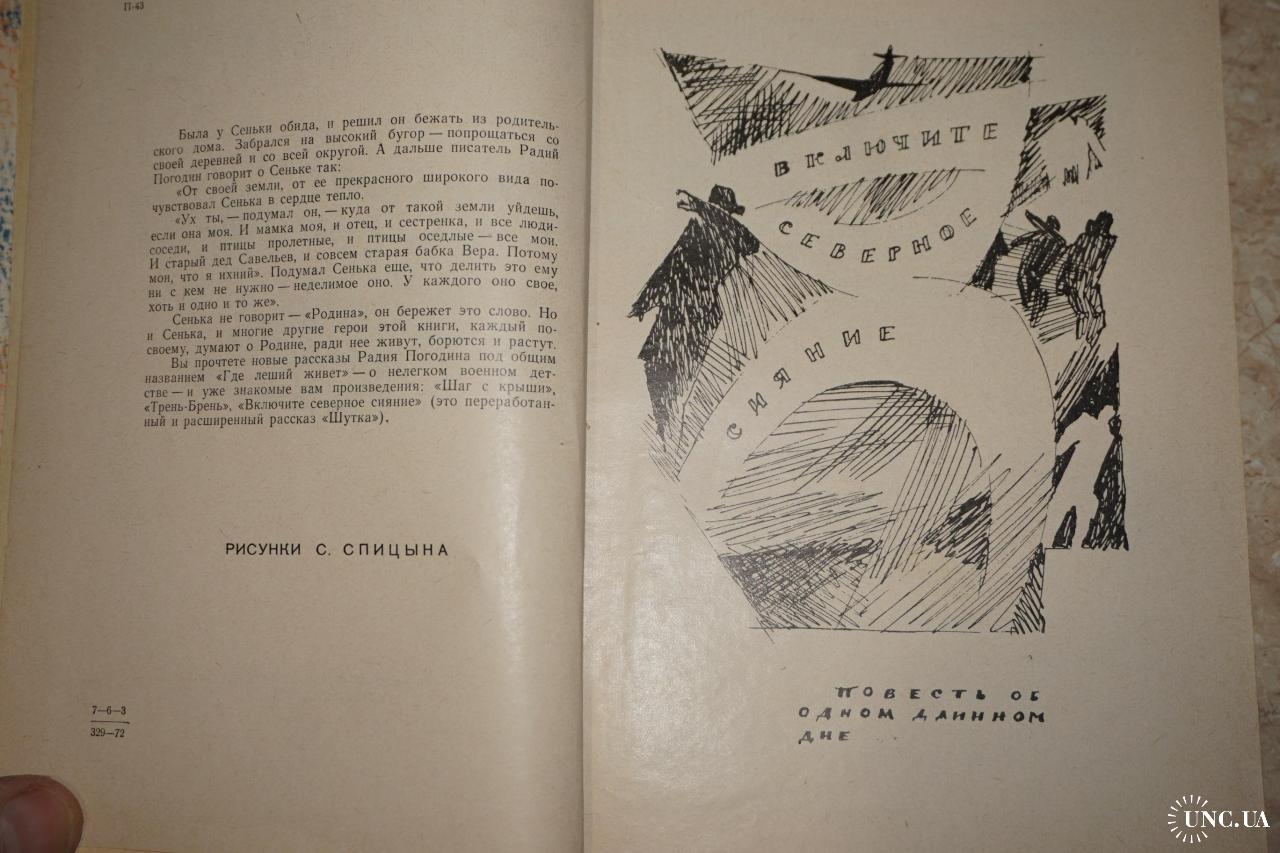 П-43
Была у Сеньки обида, и решил он бежать из родитель-
ского дома. Забрался на высокий бугор — попрощаться со
своей деревней и со всей округой. А дальше писатель Радий
Погодин говорит о Сеньке так:
«От своей земли, от ее прекрасного широкого вида по-
чувствовал Сенька в сердце тепло.
«Ух ты, — подумал он, — куда от такой земли уйдешь,
если она моя. И мамка моя, и отец, и сестренка, и все люди-
соседи, и птицы пролетные, и птицы оседлые — все мои.
И старый дед Савельев, и совсем старая бабка Вера. Потому
мои, что я ихний». Подумал Сенька еще, что делить это ему
ни с кем не нужно — неделимое оно. У каждого оно свое,
хоть и одно и то же».
Сенька не говорит — «Родина», он бережет это слово. Но
и Сенька, и многие другие герои этой книги, каждый по-
своему, думают о Родине, ради нее живут, борются и растут.
Вы прочтете новые рассказы Радия Погодина под общим
названием «Где леший живет» — о нелегком военном дет-
стве — и уже знакомые вам произведения: «Шаг с крыши»,
«Трень-Брень», «Включите северное сияние» (это переработан-
ный и расширенный рассказ «Шутка»).
РИСУНКИ С. СПИЦЫНА
7—6—3
329—72
ВКЛЮЧИТЕ
СЕВЕРНОЕ
СИЯНИЕ
ПОВЕСТЬ ОБ
ОДНОМ ДЛИННОМ
ДНЕ
UNC.UA